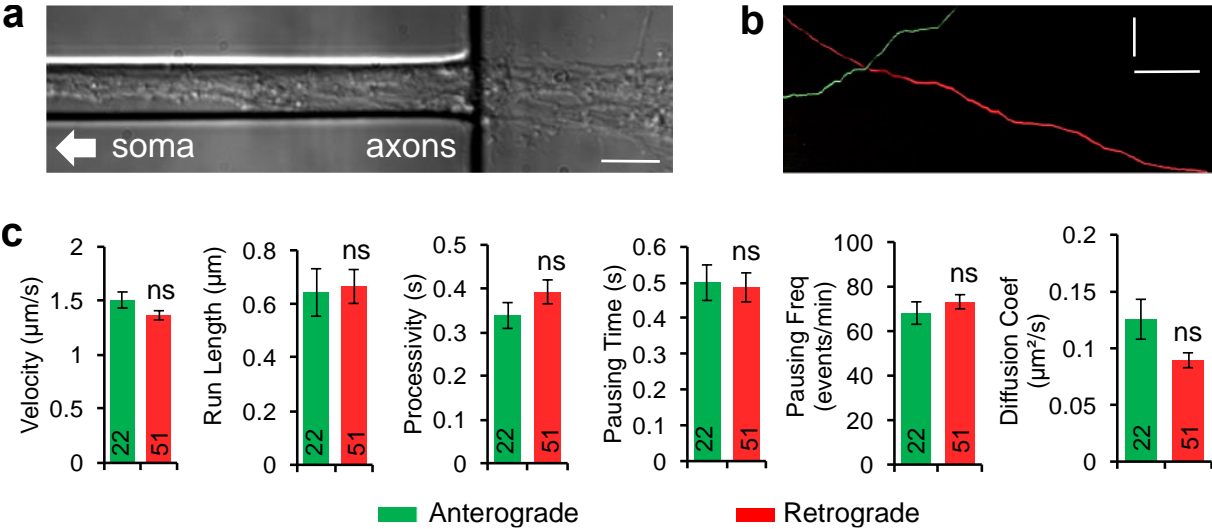 a
soma axons
b
c
Velocity (μm/s)
2
1.5
1
0.5
0
ns
22
51
Run Length (μm)
0.8
0.6
0.4
0.2
0
ns
22
51
Processivity (s)
0.5
0.4
0.3
0.2
0.1
0
ns
22
51
Pausing Time (s)
0.6
0.5
0.4
0.3
0.2
0.1
0
ns
22
51
Pausing Freq
(events/min)
100
80
60
40
20
0
ns
22
51
Diffusion Coef
(μm²/s)
0.2
0.15
0.1
0.05
0
ns
22
51
Anterograde
Retrograde